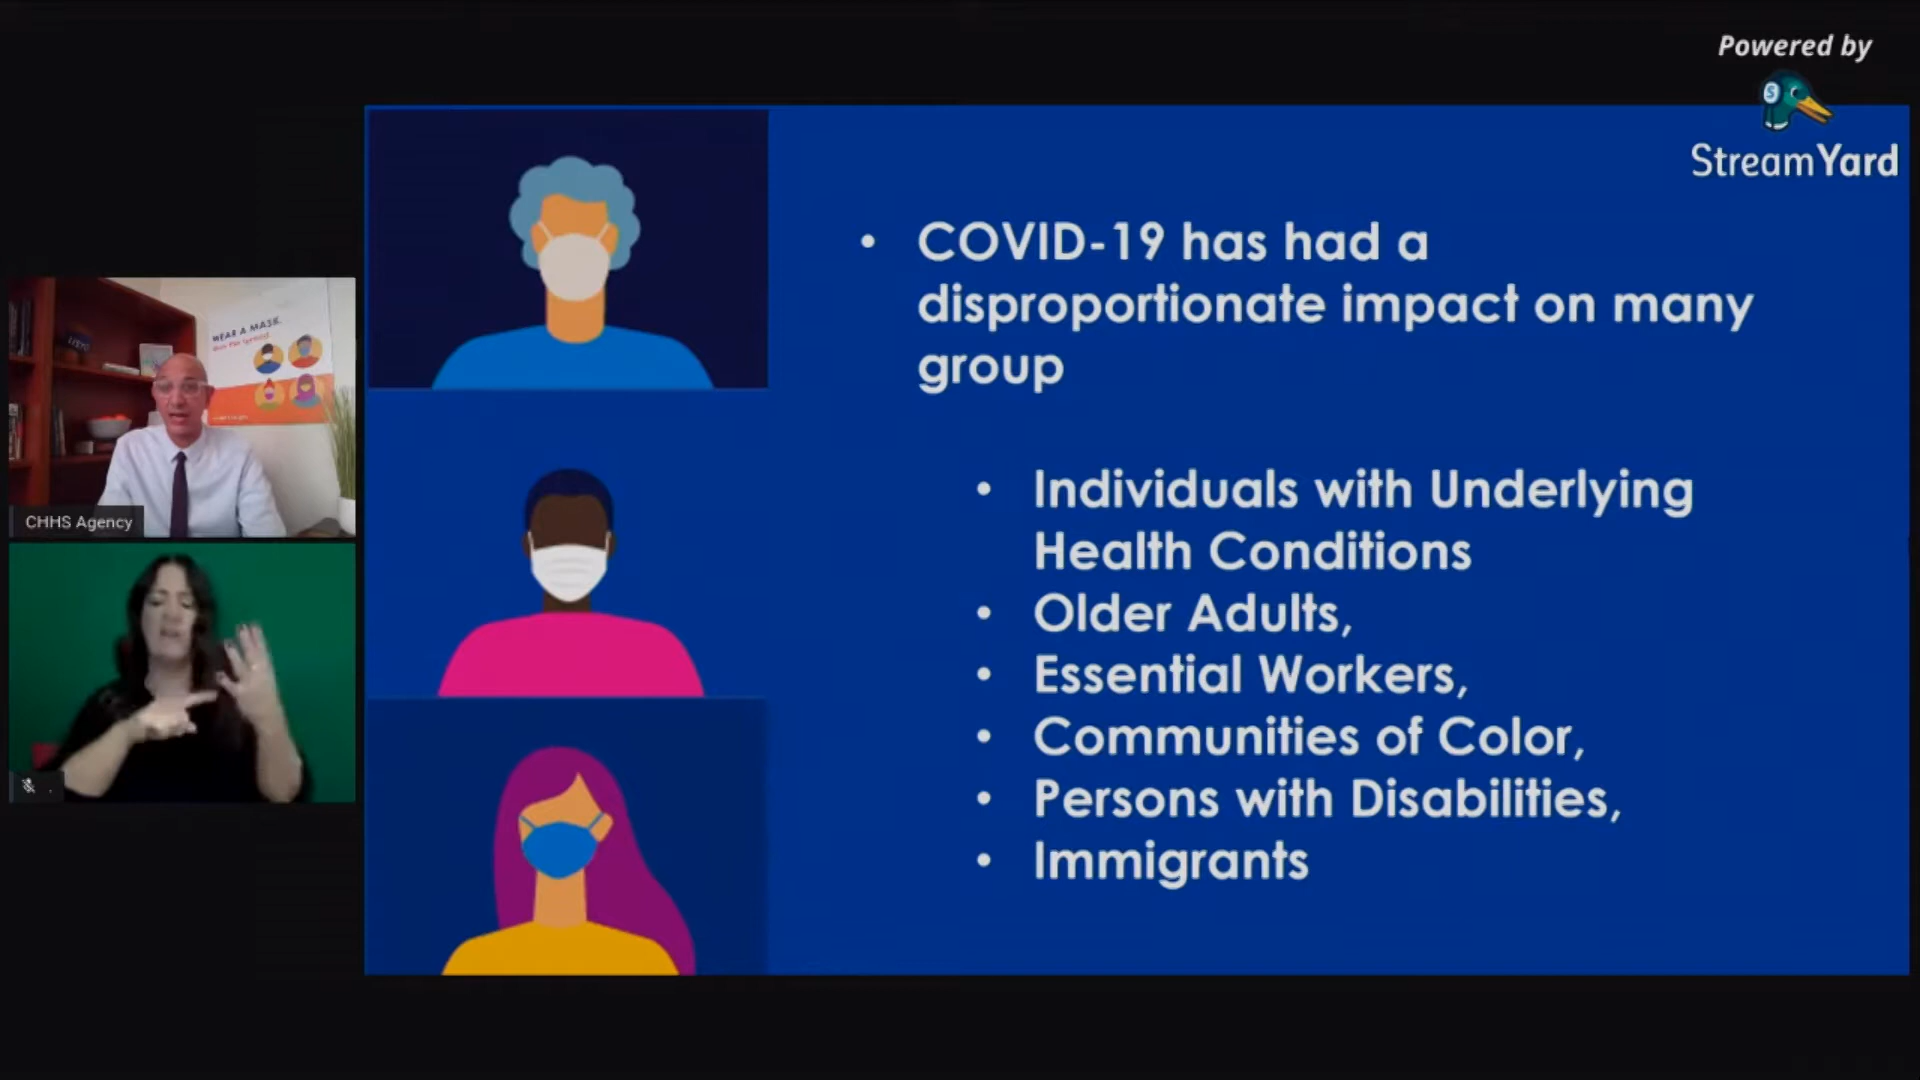 Powered by
StreamYard
• COVID-19 has had a
disproportionate impact on many
group
• Individuals with Underlying
Health Conditions
• Older Adults,
• Essential Workers,
• Communities of Color,
• Persons with Disabilities,
• Immigrants
WEAR A MASK.
CHHS Agency